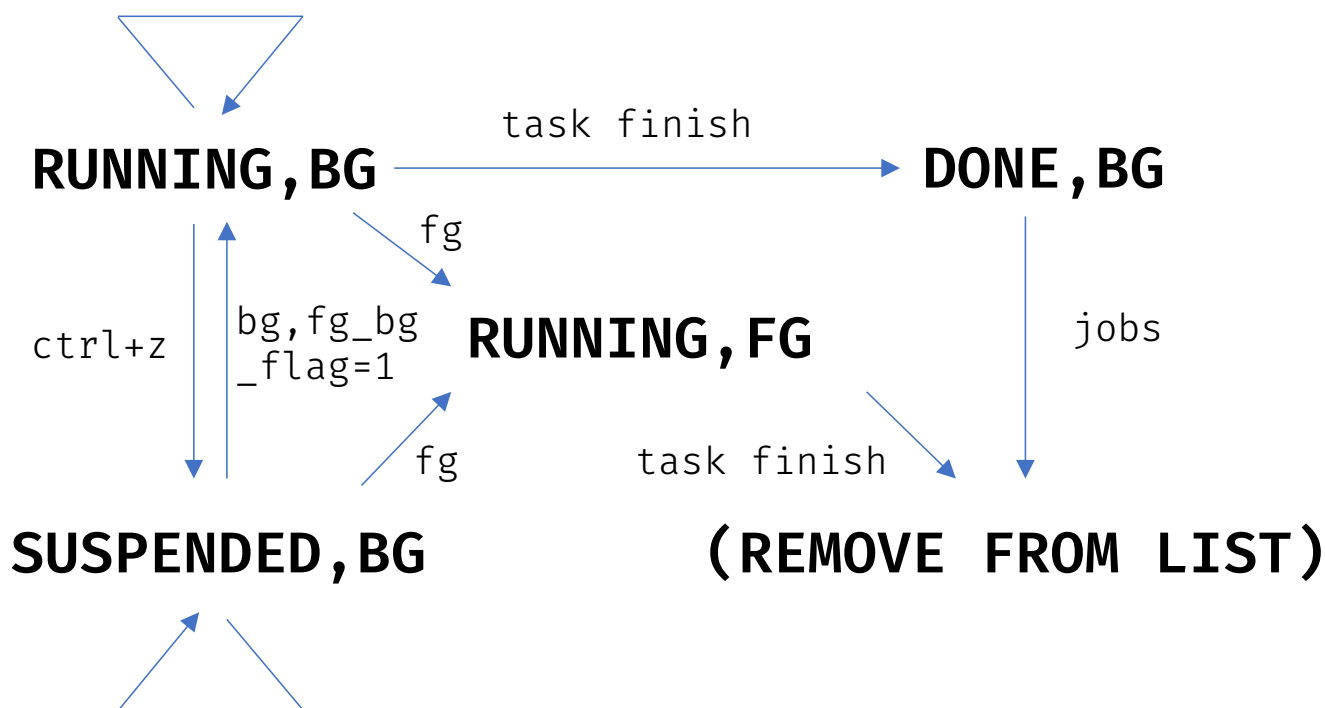 task finish
RUNNING,BG
DONE,BG
fg
ctrl+z
bg,fg_bg
_flag=1
RUNNING,FG
jobs
fg
task finish
SUSPENDED,BG
(REMOVE FROM LIST)